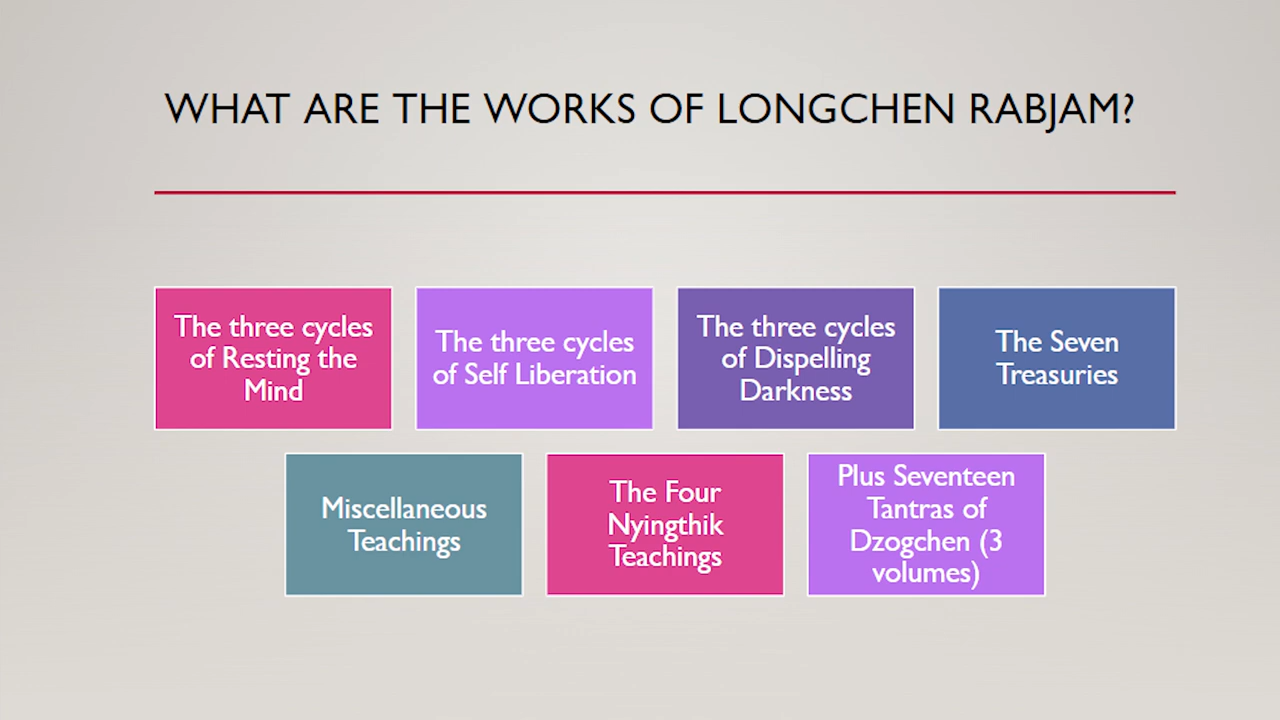 WHAT ARE THE WORKS OF LONGCHEN RABJAM?
The three cycles
of Resting the
Mind
The three cycles
of Self Liberation
The three cycles
of Dispelling
Darkness
The Seven
Treasuries
Miscellaneous
Teachings
The Four
Nyingthik
Teachings
Plus Seventeen
Tantras of
Dzogchen (3
volumes)